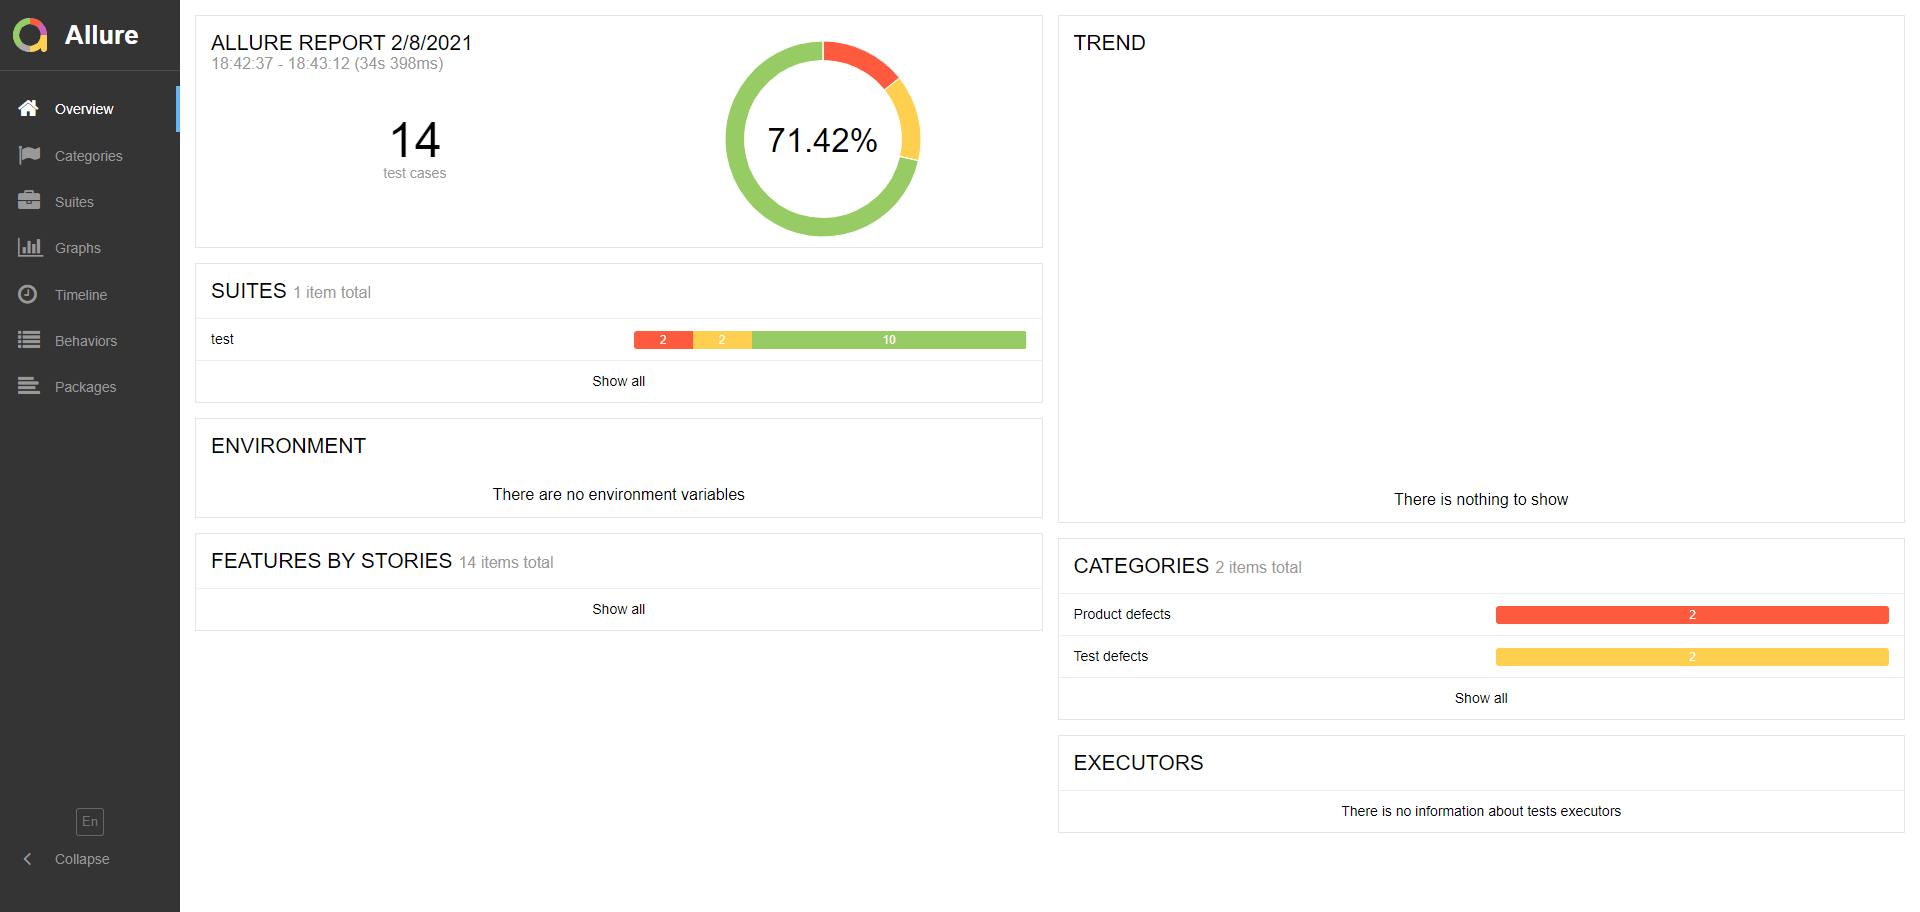 Allure
Overview
Categories
Suites
Graphs
Timeline
Behaviors
Packages
En
Collapse
ALLURE REPORT 2/8/2021
18:42:37 - 18:43:12 (34s 398ms)
14
test cases
71.42%
SUITES 1 item total
test 2 2 10
Show all
ENVIRONMENT
There are no environment variables
FEATURES BY STORIES 14 items total
Show all
TREND
There is nothing to show
CATEGORIES 2 items total
Product defects 2
Test defects 2
Show all
EXECUTORS
There is no information about tests executors